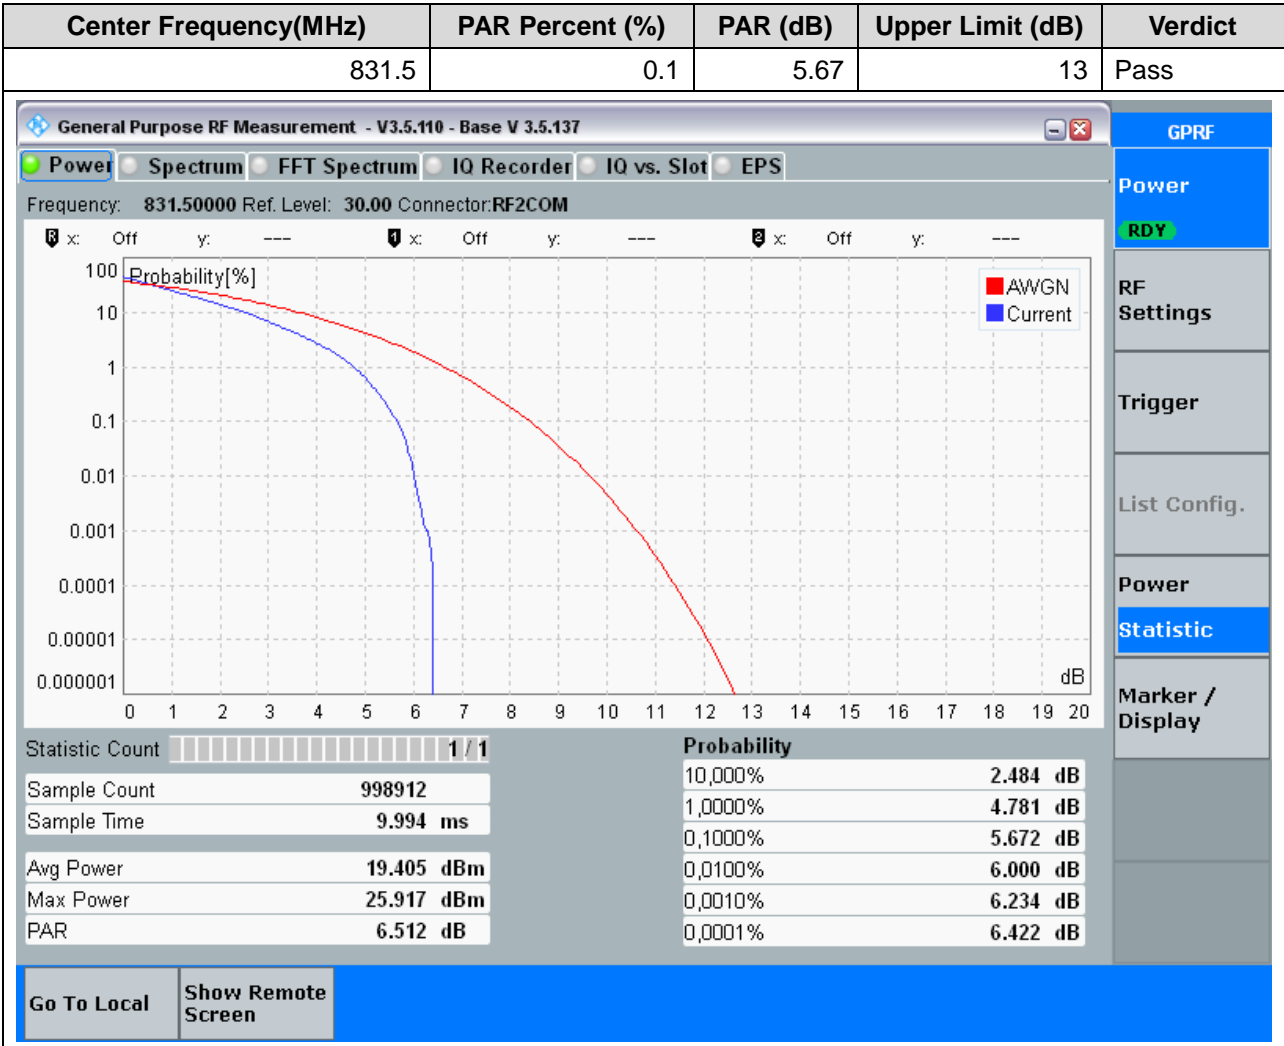 Center Frequency(MHz) PAR Percent (%) PAR (dB) Upper Limit (dB) Verdict
831.5 0.1 5.67 13 Pass
General Purpose RF Measurement - V3.5.110 - Base V 3.5.137
GPRF
Power Spectrum FFT Spectrum IQ Recorder IQ vs. Slot EPS
Frequency: 831.50000 Ref. Level: 30.00 Connector:RF2COM
R x: Off y: --- 1 x: Off y: --- 2 x: Off y: ---
Probability[%]
100
10
1
0.1
0.01
0.001
0.0001
0.00001
0.000001
AWGN
Current
dB
0 1 2 3 4 5 6 7 8 9 10 11 12 13 14 15 16 17 18 19 20
Statistic Count 1 / 1
Sample Count 998912
Sample Time 9.994 ms
Avg Power 19.405 dBm
Max Power 25.917 dBm
PAR 6.512 dB
Probability
10,000% 2.484 dB
1,0000% 4.781 dB
0,1000% 5.672 dB
0,0100% 6.000 dB
0,0010% 6.234 dB
0,0001% 6.422 dB
Power
RDY
RF
Settings
Trigger
List Config.
Power
Statistic
Marker /
Display
Go To Local
Show Remote
Screen